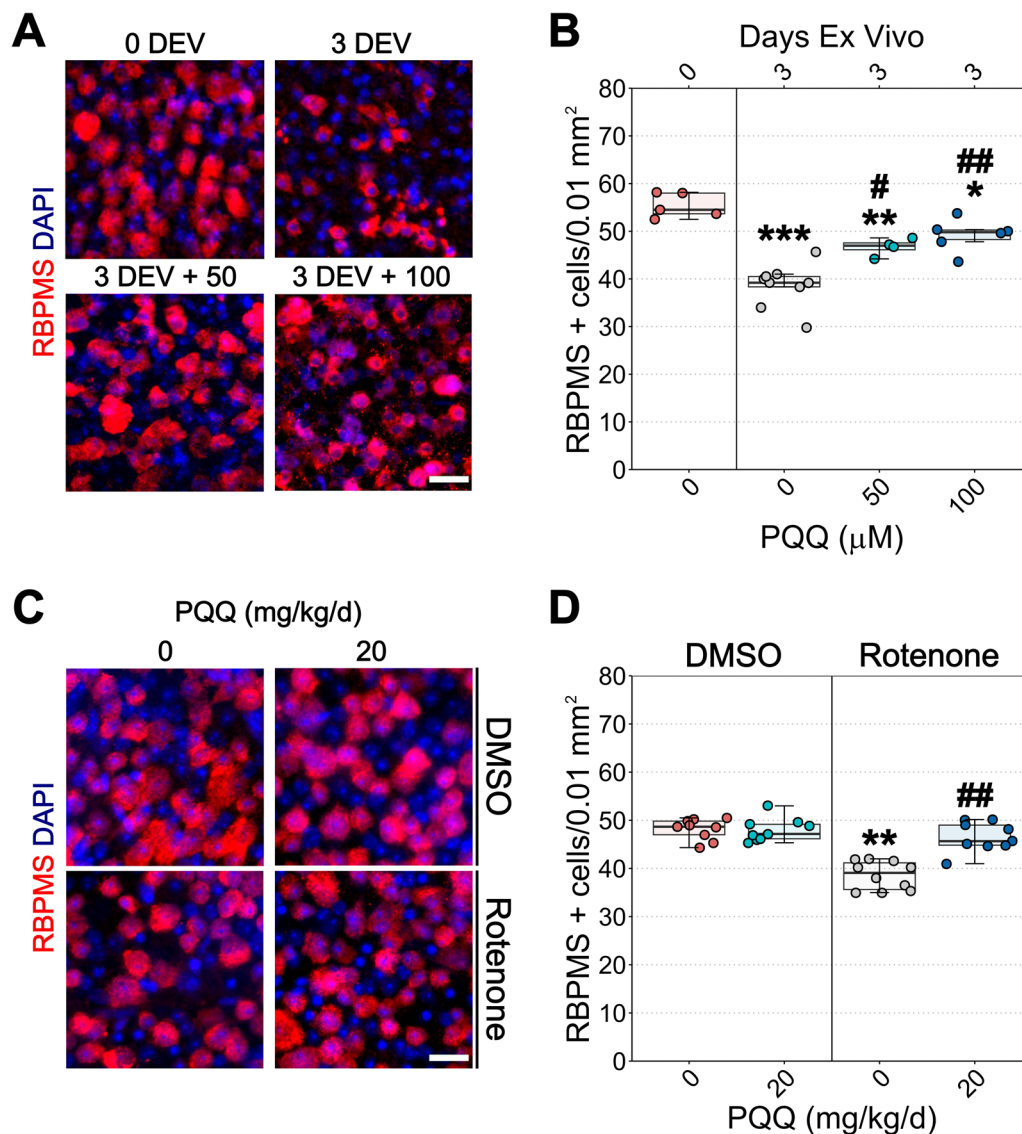 A
0 DEV
3 DEV
3 DEV + 50
3 DEV + 100
RBPMS DAPI
B
Days Ex Vivo
0
3
3
3
80
70
60
50
40
30
20
10
0
RBPMS + cells/0.01 mm²
***
#
**
##
*
0
0
50
100
PQQ (μM)
C
PQQ (mg/kg/d)
0
20
DMSO
Rotenone
RBPMS DAPI
D
DMSO
Rotenone
80
70
60
50
40
30
20
10
0
RBPMS + cells/0.01 mm²
**
##
0
20
0
20
PQQ (mg/kg/d)